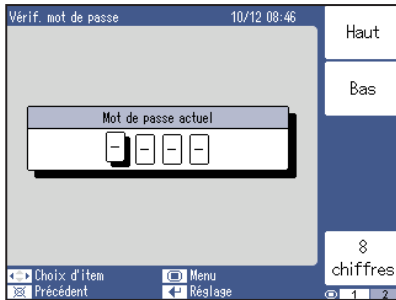 Vérif. mot de passe 10/12 08:46
Haut
Bas
Mot de passe actuel
- - - -
8
chiffres
Choix d'item Menu
Précédent Réglage
1 2